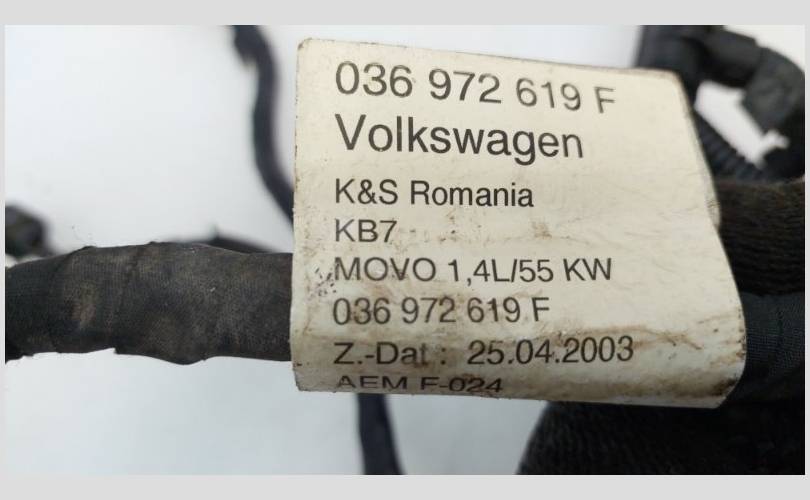 036 972 619 F
Volkswagen
K&S Romania
KB7
MOVO 1,4L/55 KW
036 972 619 F
Z.-Dat : 25.04.2003
AEM F-024